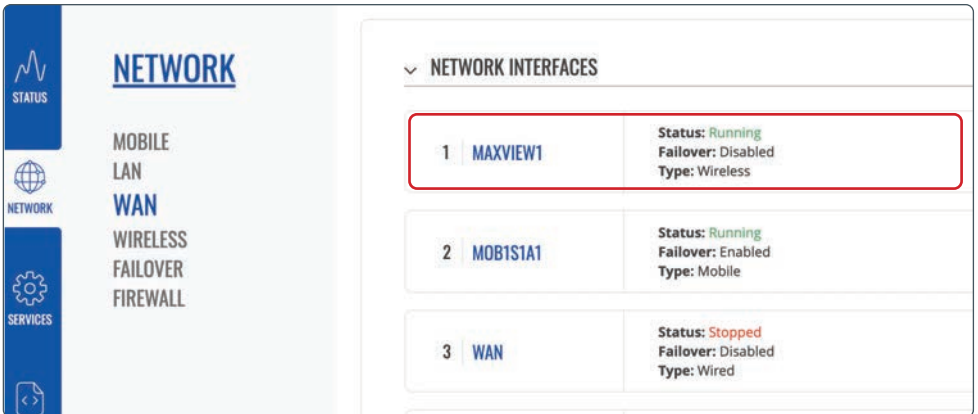 STATUS
NETWORK
SERVICES
NETWORK
MOBILE
LAN
WAN
WIRELESS
FAILOVER
FIREWALL
NETWORK INTERFACES
1 MAXVIEW1
Status: Running
Failover: Disabled
Type: Wireless
2 MOB1S1A1
Status: Running
Failover: Enabled
Type: Mobile
3 WAN
Status: Stopped
Failover: Disabled
Type: Wired